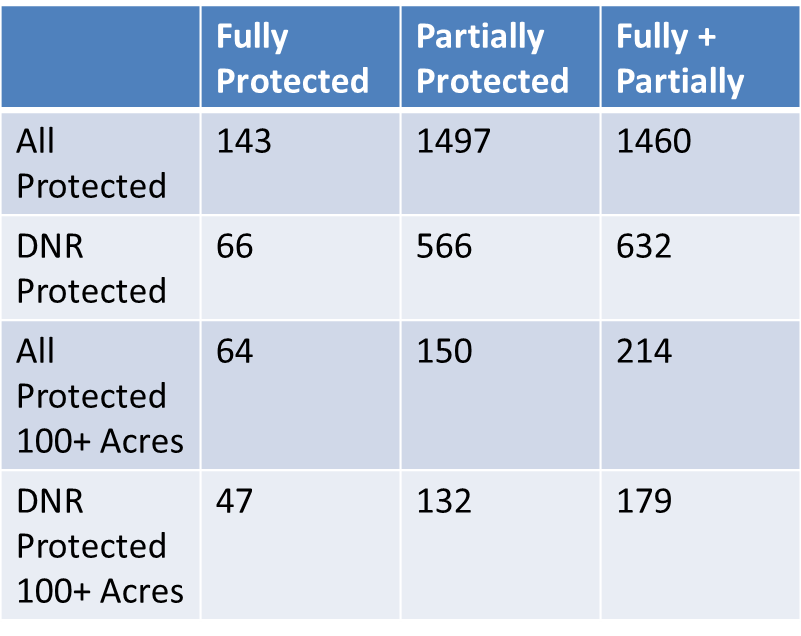 Fully Protected
Partially Protected
Fully + Partially
All Protected
143
1497
1460
DNR Protected
66
566
632
All Protected 100+ Acres
64
150
214
DNR Protected 100+ Acres
47
132
179